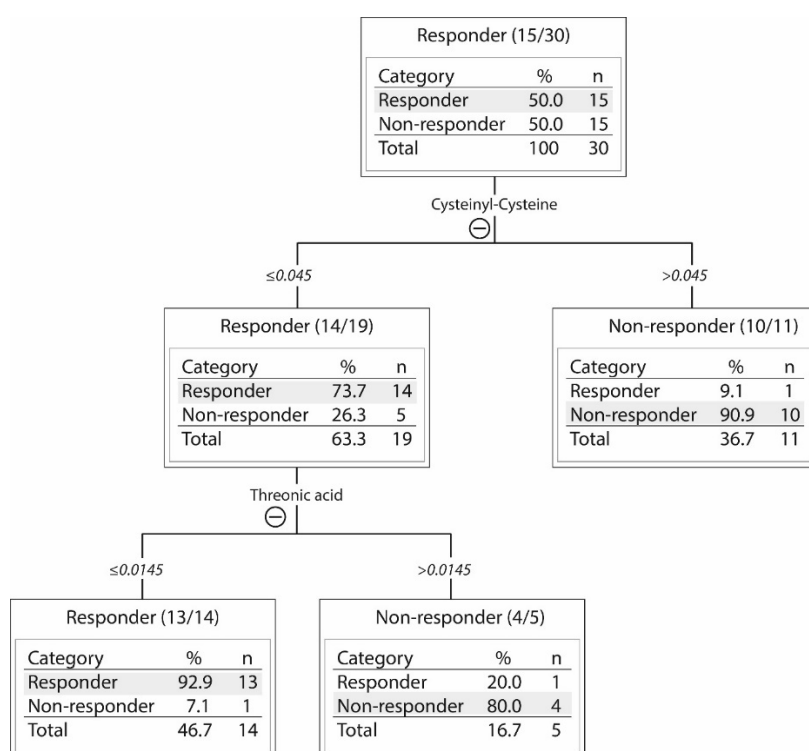 Responder (15/30)
Category % n
Responder 50.0 15
Non-responder 50.0 15
Total 100 30
Cysteinyl-Cysteine
≤0.045
>0.045
Responder (14/19)
Category % n
Responder 73.7 14
Non-responder 26.3 5
Total 63.3 19
Non-responder (10/11)
Category % n
Responder 9.1 1
Non-responder 90.9 10
Total 36.7 11
Threonic acid
≤0.0145
>0.0145
Responder (13/14)
Category % n
Responder 92.9 13
Non-responder 7.1 1
Total 46.7 14
Non-responder (4/5)
Category % n
Responder 20.0 1
Non-responder 80.0 4
Total 16.7 5